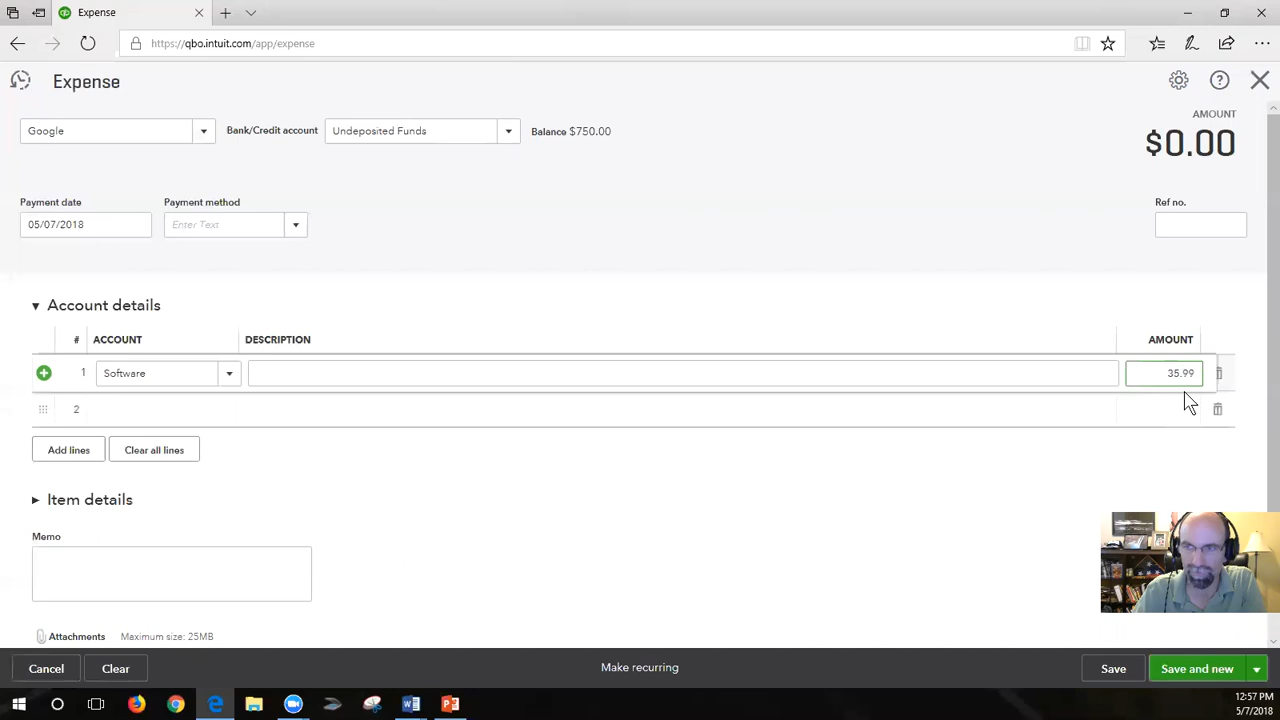 Expense
https://qbo.intuit.com/app/expense
Expense
AMOUNT
$0.00
Google
Bank/Credit account
Undeposited Funds
Balance $750.00
Payment date
Payment method
Ref no.
05/07/2018
Enter Text
Account details
# ACCOUNT DESCRIPTION AMOUNT
1 Software 35.99
2
Add lines
Clear all lines
Item details
Memo
Attachments Maximum size: 25MB
Cancel
Clear
Make recurring
Save
Save and new
12:57 PM
5/7/2018